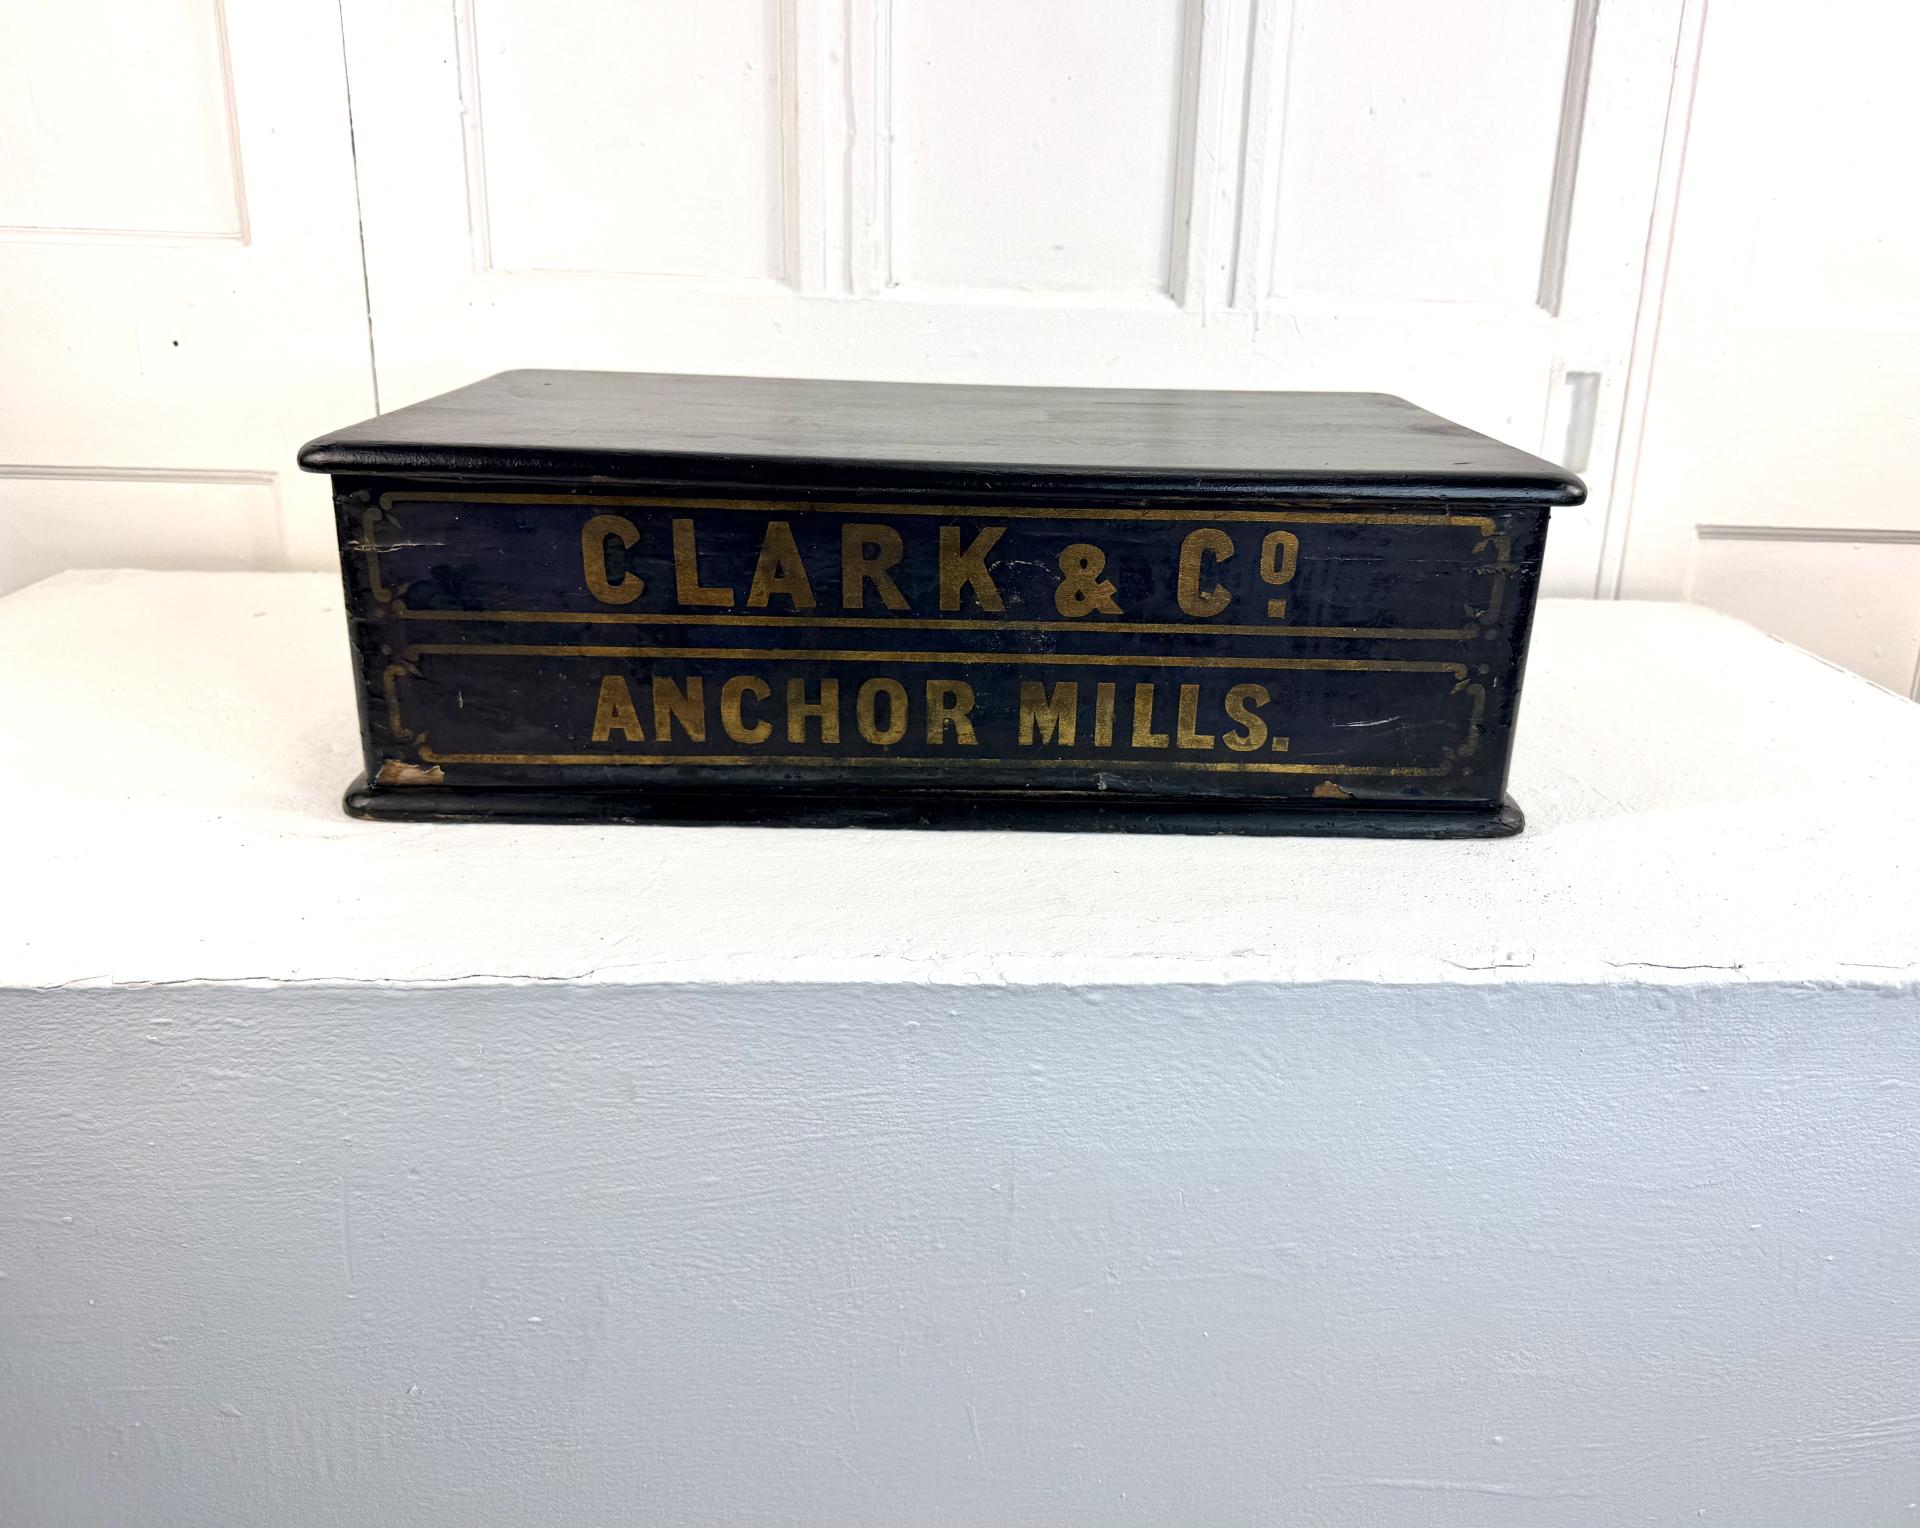 CLARK & Cº.
ANCHOR MILLS.